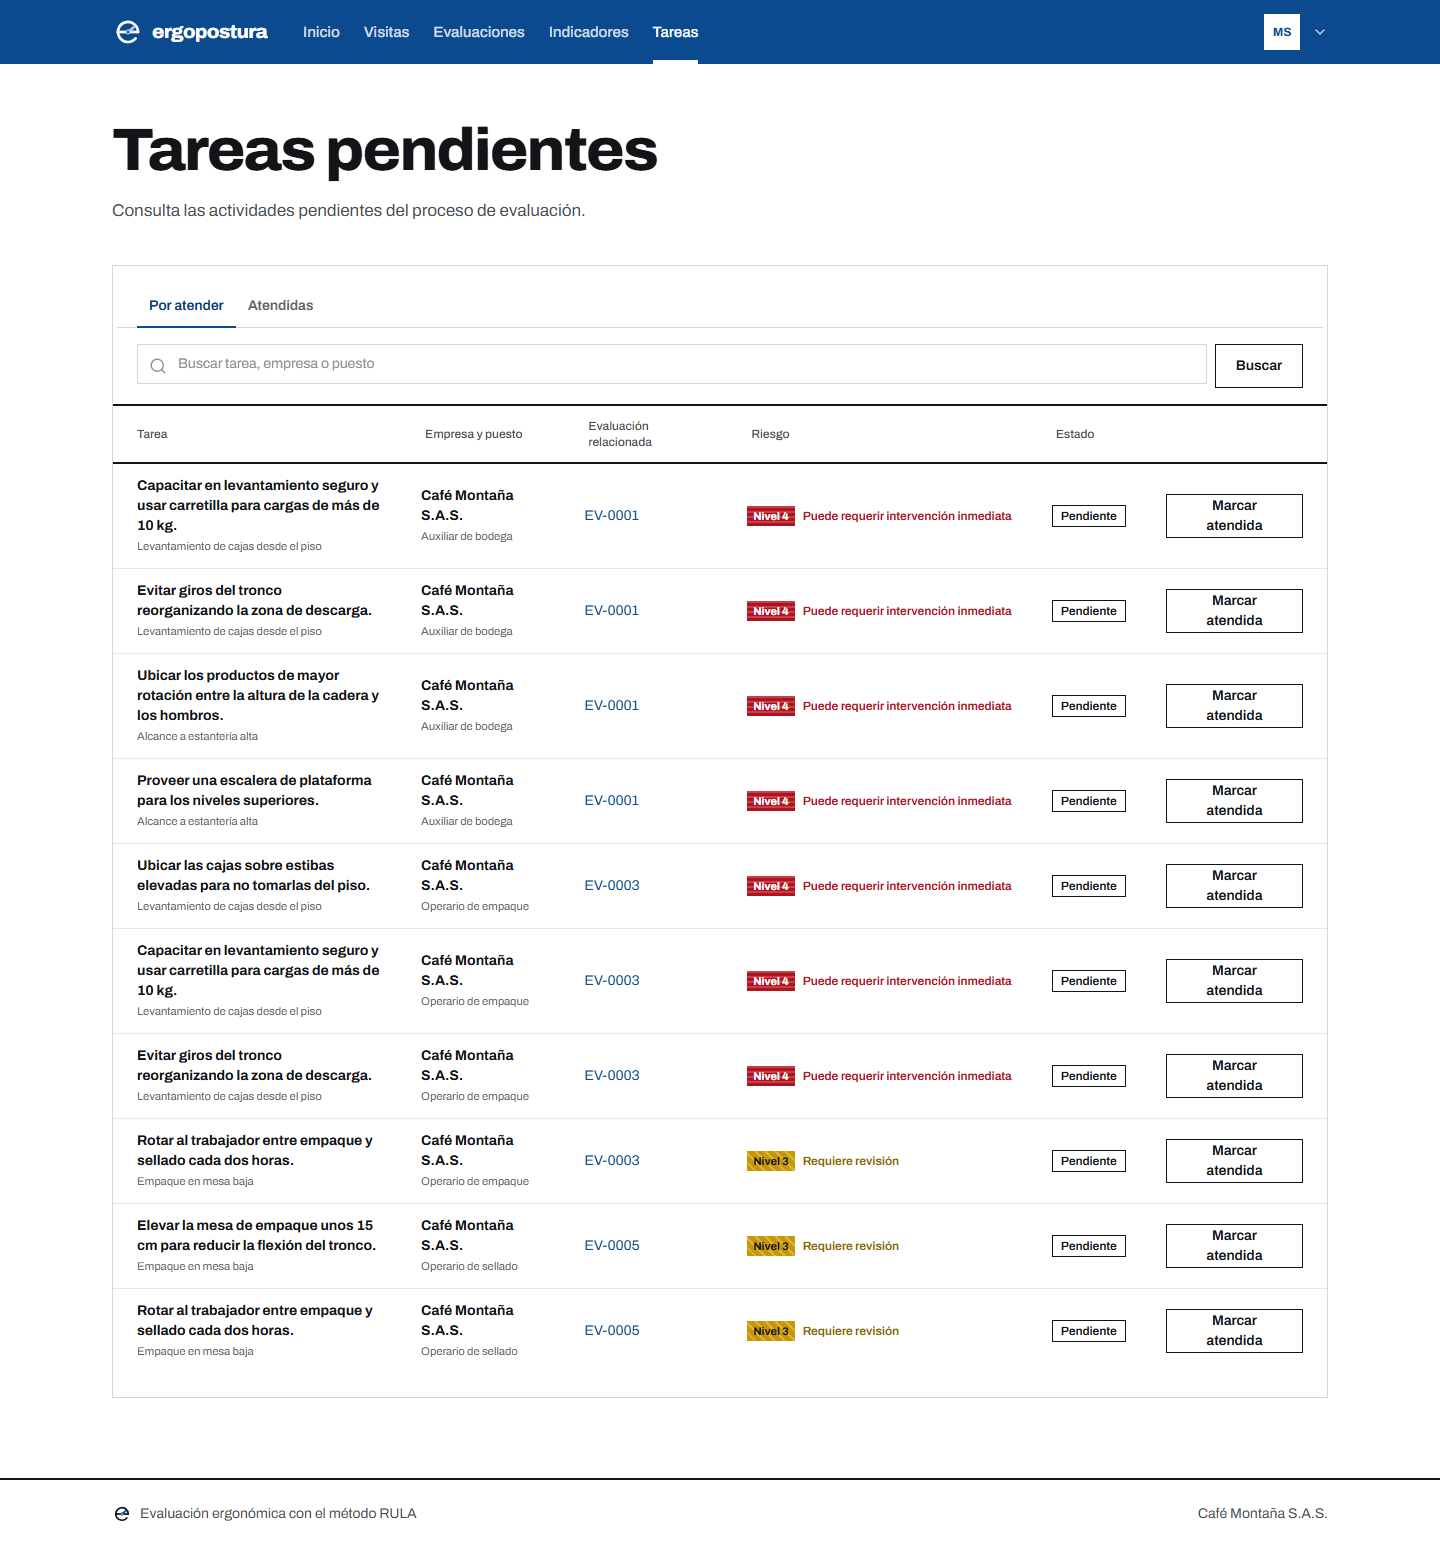 ergopostura Inicio Visitas Evaluaciones Indicadores Tareas MS
Tareas pendientes
Consulta las actividades pendientes del proceso de evaluación.
Por atender Atendidas
Buscar tarea, empresa o puesto Buscar
Tarea Empresa y puesto Evaluación relacionada Riesgo Estado
Capacitar en levantamiento seguro y
usar carretilla para cargas de más de
10 kg.
Levantamiento de cajas desde el piso
Café Montaña
S.A.S.
Auxiliar de bodega
EV-0001
Nivel 4 Puede requerir intervención inmediata
Pendiente
Marcar
atendida
Evitar giros del tronco
reorganizando la zona de descarga.
Levantamiento de cajas desde el piso
Café Montaña
S.A.S.
Auxiliar de bodega
EV-0001
Nivel 4 Puede requerir intervención inmediata
Pendiente
Marcar
atendida
Ubicar los productos de mayor
rotación entre la altura de la cadera y
los hombros.
Alcance a estantería alta
Café Montaña
S.A.S.
Auxiliar de bodega
EV-0001
Nivel 4 Puede requerir intervención inmediata
Pendiente
Marcar
atendida
Proveer una escalera de plataforma
para los niveles superiores.
Alcance a estantería alta
Café Montaña
S.A.S.
Auxiliar de bodega
EV-0001
Nivel 4 Puede requerir intervención inmediata
Pendiente
Marcar
atendida
Ubicar las cajas sobre estibas
elevadas para no tomarlas del piso.
Levantamiento de cajas desde el piso
Café Montaña
S.A.S.
Operario de empaque
EV-0003
Nivel 4 Puede requerir intervención inmediata
Pendiente
Marcar
atendida
Capacitar en levantamiento seguro y
usar carretilla para cargas de más de
10 kg.
Levantamiento de cajas desde el piso
Café Montaña
S.A.S.
Operario de empaque
EV-0003
Nivel 4 Puede requerir intervención inmediata
Pendiente
Marcar
atendida
Evitar giros del tronco
reorganizando la zona de descarga.
Levantamiento de cajas desde el piso
Café Montaña
S.A.S.
Operario de empaque
EV-0003
Nivel 4 Puede requerir intervención inmediata
Pendiente
Marcar
atendida
Rotar al trabajador entre empaque y
sellado cada dos horas.
Empaque en mesa baja
Café Montaña
S.A.S.
Operario de empaque
EV-0003
Nivel 3 Requiere revisión
Pendiente
Marcar
atendida
Elevar la mesa de empaque unos 15
cm para reducir la flexión del tronco.
Empaque en mesa baja
Café Montaña
S.A.S.
Operario de sellado
EV-0005
Nivel 3 Requiere revisión
Pendiente
Marcar
atendida
Rotar al trabajador entre empaque y
sellado cada dos horas.
Empaque en mesa baja
Café Montaña
S.A.S.
Operario de sellado
EV-0005
Nivel 3 Requiere revisión
Pendiente
Marcar
atendida
Evaluación ergonómica con el método RULA Café Montaña S.A.S.